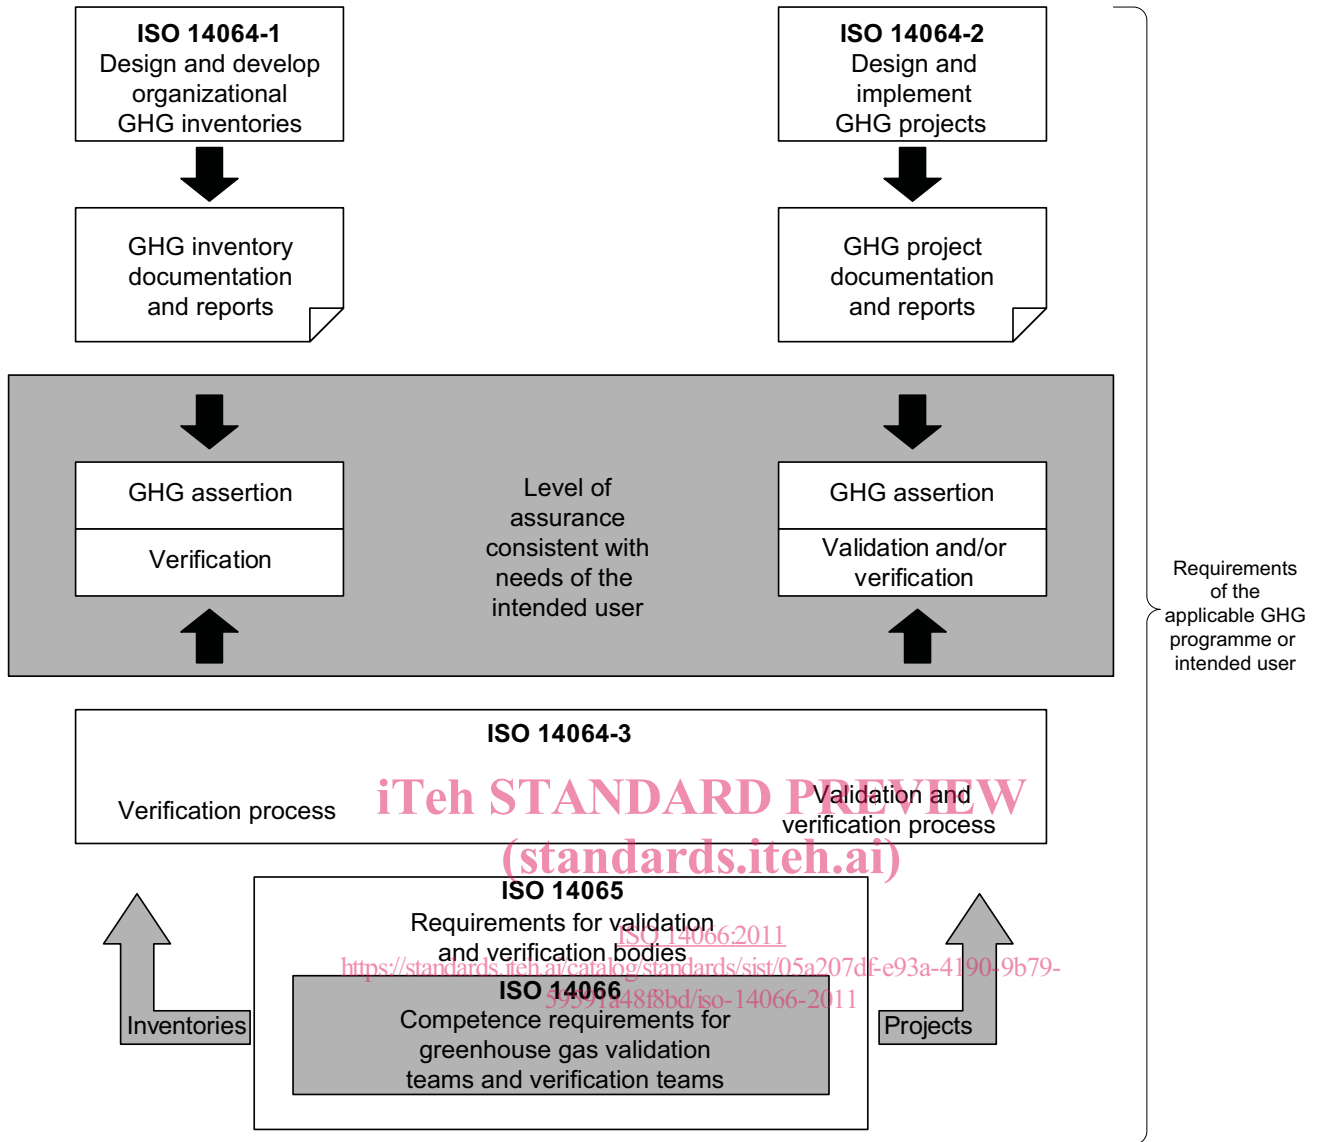 ISO 14064-1
Design and develop
organizational
GHG inventories
ISO 14064-2
Design and
implement
GHG projects
GHG inventory
documentation
and reports
GHG project
documentation
and reports
GHG assertion
Verification
Level of
assurance
consistent with
needs of the
intended user
GHG assertion
Validation and/or
verification
Requirements
of the
applicable GHG
programme or
intended user
ISO 14064-3
Verification process
Validation and
verification process
iTeh STANDARD PREVIEW
(standards.iteh.ai)
ISO 14065
Requirements for validation
and verification bodies
ISO 14066:2011
https://standards.iteh.ai/catalog/standards/sist/05a207df-e93a-4190-9b79-
59591a48f8bd/iso-14066-2011
ISO 14066
Competence requirements for
greenhouse gas validation
teams and verification teams
Inventories
Projects